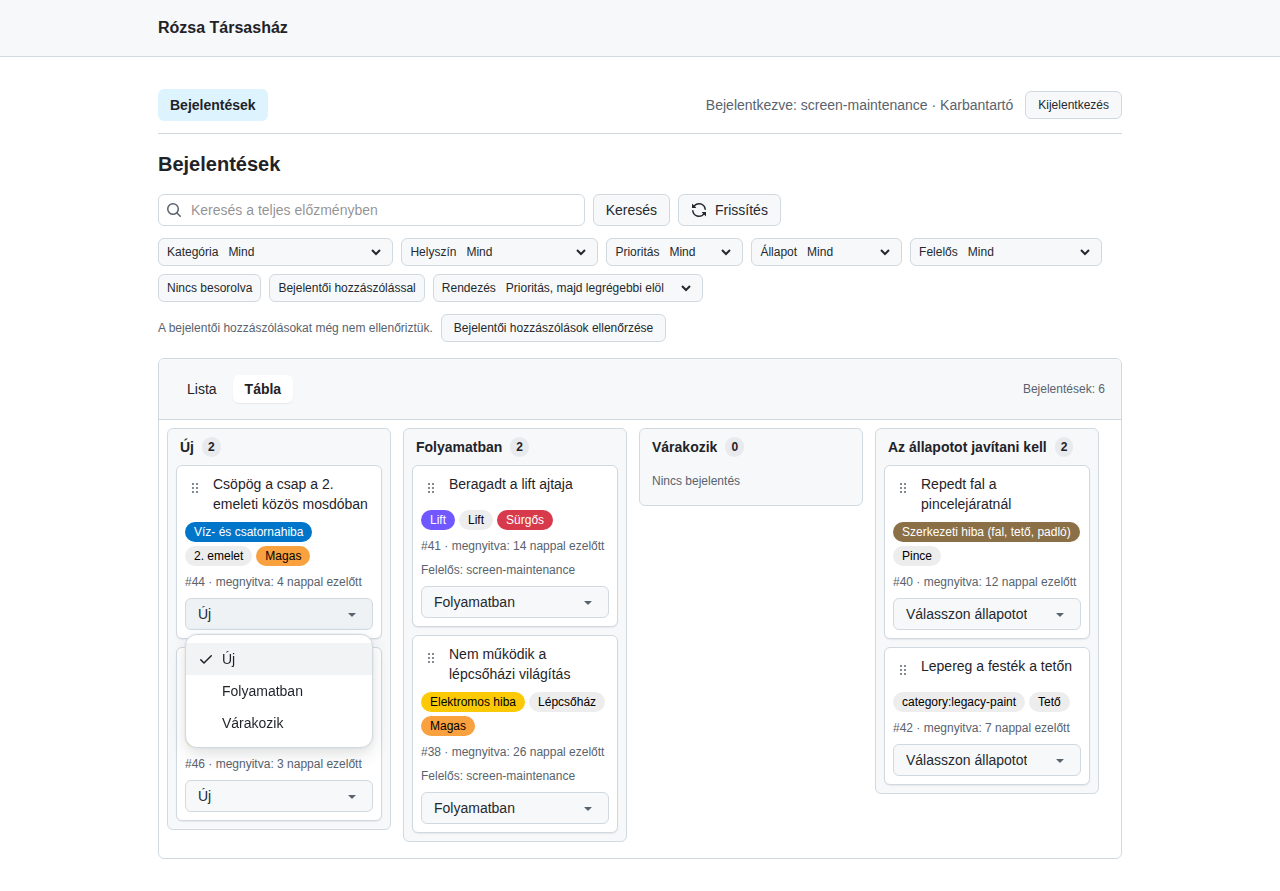 Rózsa Társasház
Bejelentések
Bejelentkezve: screen-maintenance · Karbantartó
Kijelentkezés
Bejelentések
Keresés a teljes előzményben
Keresés
Frissítés
Kategória Mind
Helyszín Mind
Prioritás Mind
Állapot Mind
Felelős Mind
Nincs besorolva
Bejelentői hozzászólással
Rendezés Prioritás, majd legrégebbi elöl
A bejelentői hozzászólásokat még nem ellenőriztük.
Bejelentői hozzászólások ellenőrzése
Lista
Tábla
Bejelentések: 6
Új 2
Csöpög a csap a 2.
emeleti közös mosdóban
Víz- és csatornahiba
2. emelet
Magas
#44 · megnyitva: 4 nappal ezelőtt
Új
Új
Folyamatban
Várakozik
#46 · megnyitva: 3 nappal ezelőtt
Új
Folyamatban 2
Beragadt a lift ajtaja
Lift
Lift
Sürgős
#41 · megnyitva: 14 nappal ezelőtt
Felelős: screen-maintenance
Folyamatban
Nem működik a
lépcsőházi világítás
Elektromos hiba
Lépcsőház
Magas
#38 · megnyitva: 26 nappal ezelőtt
Felelős: screen-maintenance
Folyamatban
Várakozik 0
Nincs bejelentés
Az állapotot javítani kell 2
Repedt fal a
pincelejáratnál
Szerkezeti hiba (fal, tető, padló)
Pince
#40 · megnyitva: 12 nappal ezelőtt
Válasszon állapotot
Lepereg a festék a tetőn
category:legacy-paint
Tető
#42 · megnyitva: 7 nappal ezelőtt
Válasszon állapotot